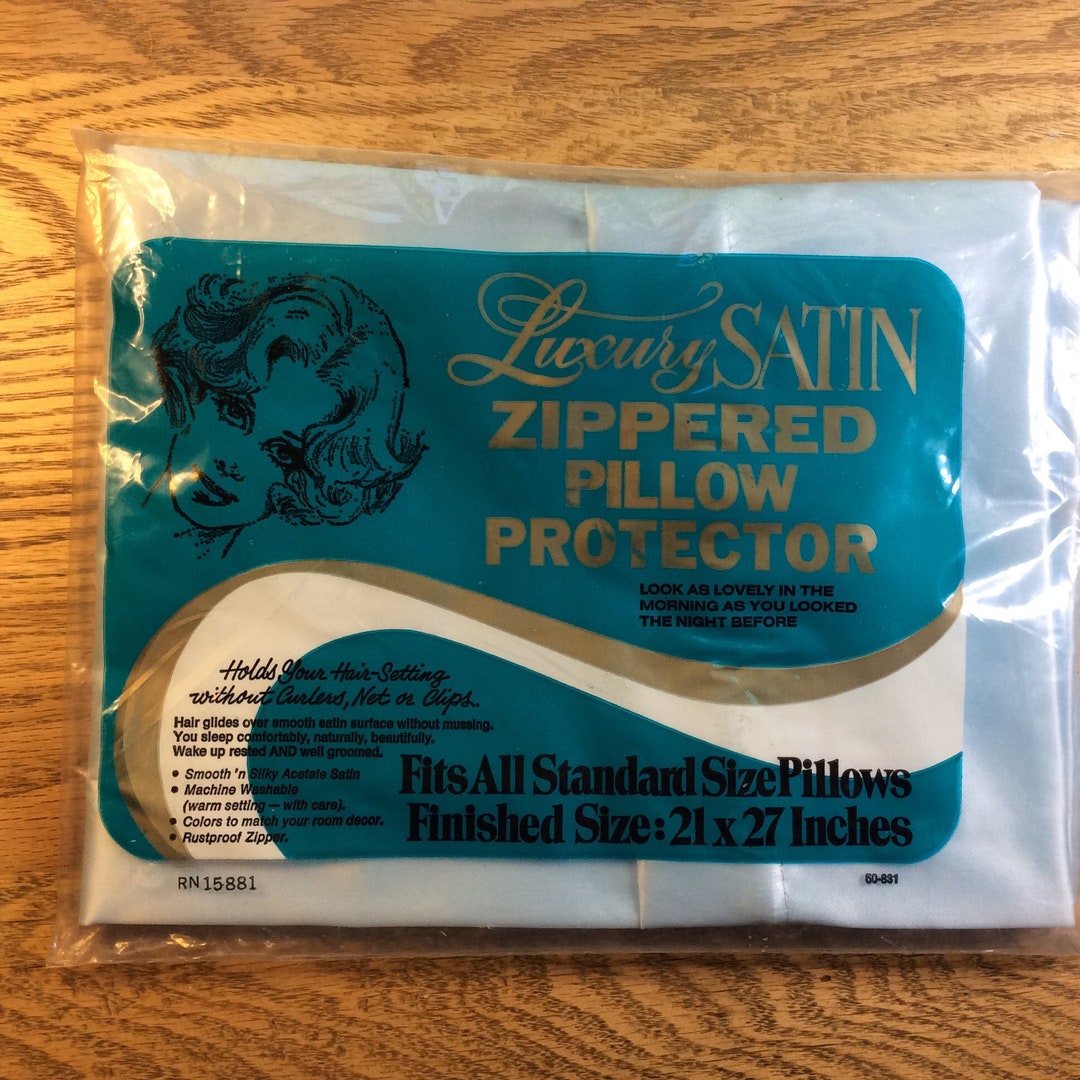 Luxury SATIN
ZIPPERED
PILLOW
PROTECTOR
LOOK AS LOVELY IN THE
MORNING AS YOU LOOKED
THE NIGHT BEFORE
Holds Your Hair-Setting
without Curlers, Net or Clips.
Hair glides over smooth satin surface without mussing.
You sleep comfortably, naturally, beautifully.
Wake up rested AND well groomed.
• Smooth 'n Silky Acetate Satin
• Machine Washable
(warm setting — with care).
• Colors to match your room decor.
• Rustproof Zipper.
Fits All Standard Size Pillows
Finished Size: 21 x 27 Inches
RN 15881
60-831